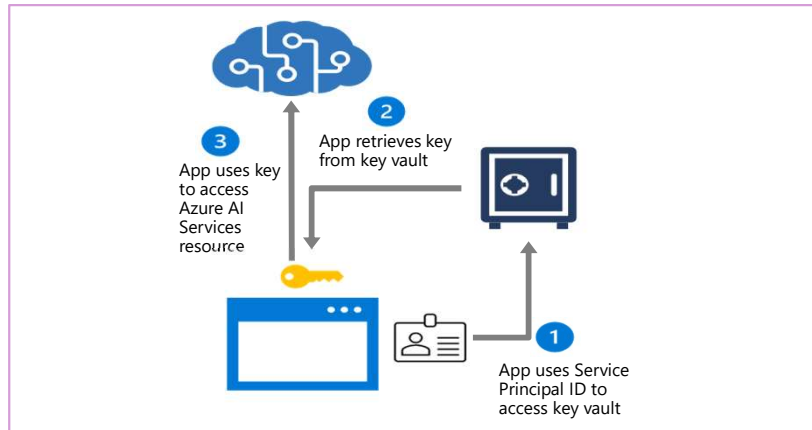 1
App uses Service
Principal ID to
access key vault
2
App retrieves key
from key vault
3
App uses key
to access
Azure AI
Services
resource